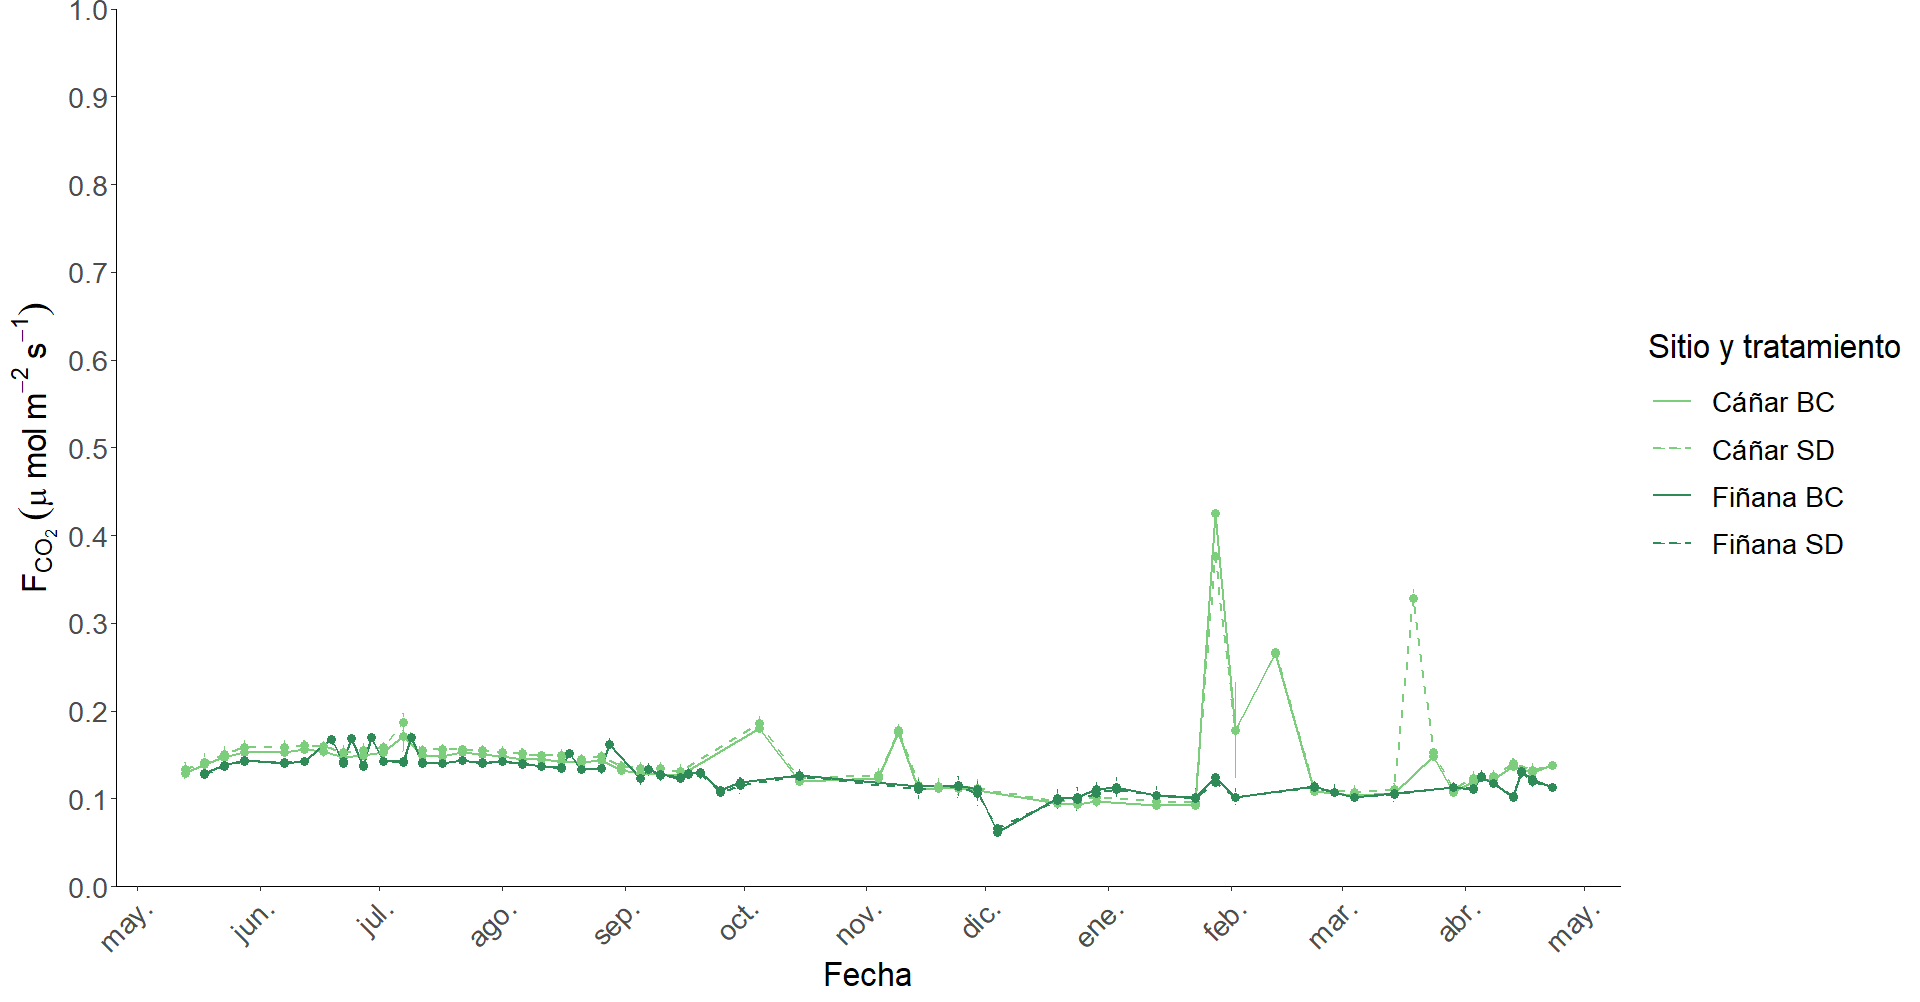 1.0
0.9
0.8
0.7
0.6
0.5
0.4
0.3
0.2
0.1
0.0
F_CO₂ (μ mol m⁻² s⁻¹)
may. jun. jul. ago. sep. oct. nov. dic. ene. feb. mar. abr. may.
Fecha
Sitio y tratamiento
Cáñar BC
Cáñar SD
Fiñana BC
Fiñana SD